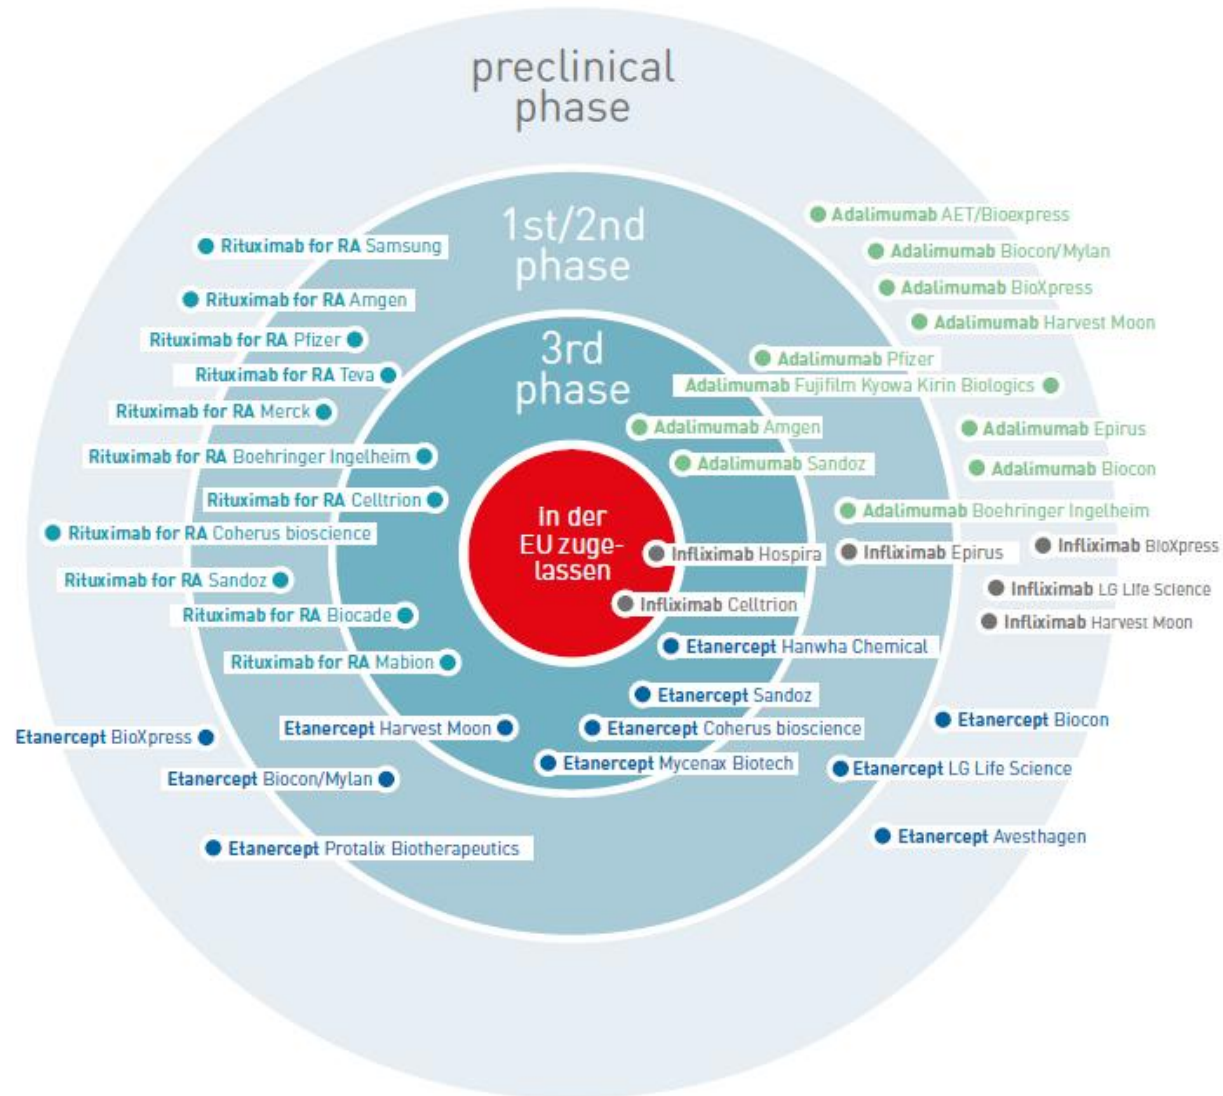 preclinical
phase
1st/2nd
phase
3rd
phase
In der
EU zuge-
lassen
Rituximab for RA Samsung
Rituximab for RA Amgen
Rituximab for RA Pfizer
Rituximab for RA Teva
Rituximab for RA Merck
Rituximab for RA Boehringer Ingelheim
Rituximab for RA Celltrion
Rituximab for RA Coherus bioscience
Rituximab for RA Sandoz
Rituximab for RA Biocade
Rituximab for RA Mabion
Adalimumab AET/Bioexpress
Adalimumab Biocon/Mylan
Adalimumab BioXpress
Adalimumab Harvest Moon
Adalimumab Pfizer
Adalimumab Fujifilm Kyowa Kirin Biologics
Adalimumab Amgen
Adalimumab Epirus
Adalimumab Sandoz
Adalimumab Biocon
Adalimumab Boehringer Ingelheim
Infliximab Hospira
Infliximab Epirus
Infliximab BioXpress
Infliximab LG Life Science
Infliximab Celltrion
Infliximab Harvest Moon
Etanercept Hanwha Chemical
Etanercept Sandoz
Etanercept Biocon
Etanercept Harvest Moon
Etanercept Coherus bioscience
Etanercept BioXpress
Etanercept Mycenax Biotech
Etanercept LG Life Science
Etanercept Biocon/Mylan
Etanercept Avesthagen
Etanercept Protalix Biotherapeutics